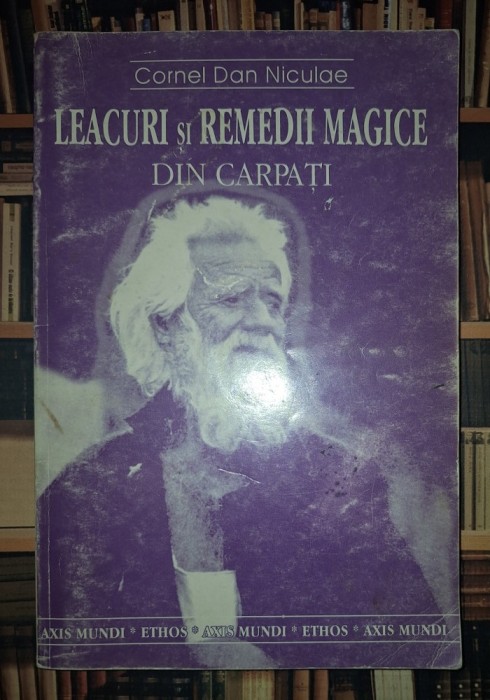 Cornel Dan Niculae
LEACURI și REMEDII MAGICE
DIN CARPAȚI
AXIS MUNDI * ETHOS * AXIS MUNDI * ETHOS * AXIS MUNDI